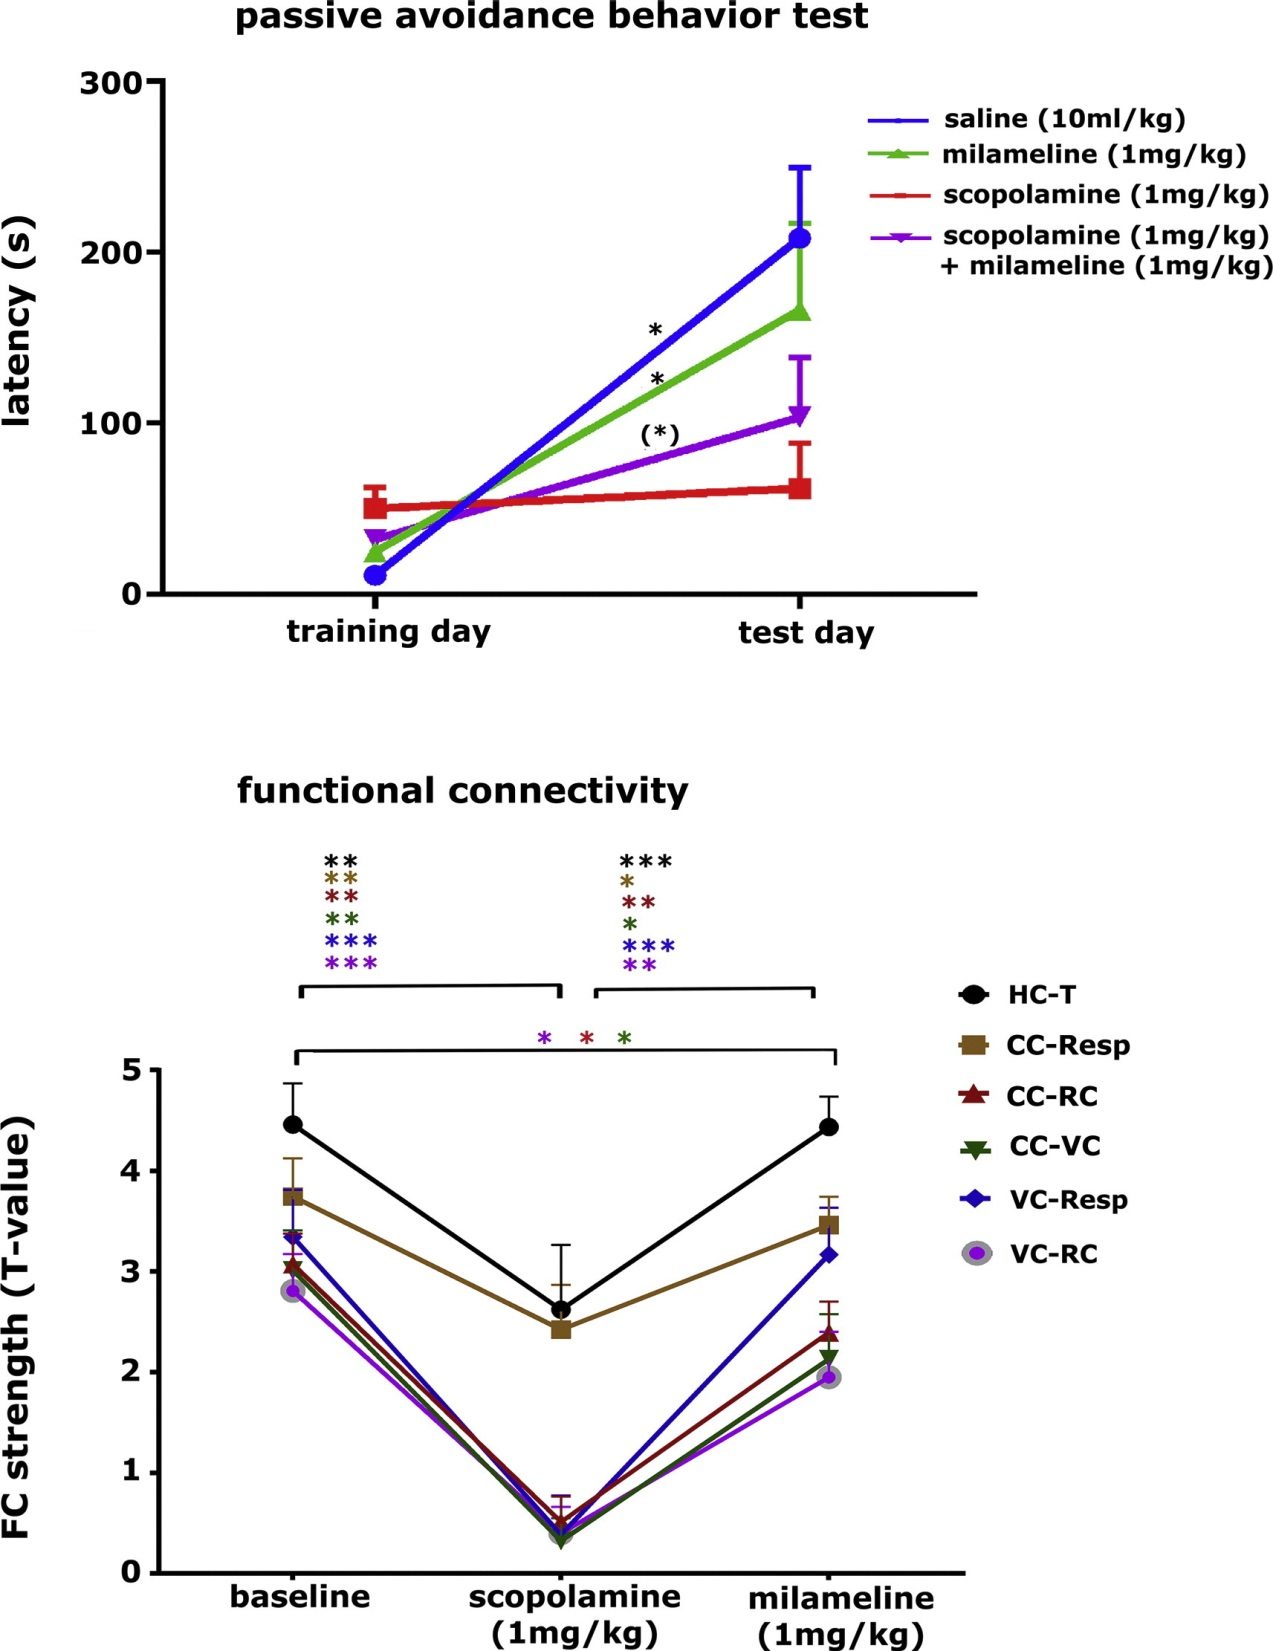 passive avoidance behavior test
300
200
100
0
latency (s)
saline (10ml/kg)
milameline (1mg/kg)
scopolamine (1mg/kg)
scopolamine (1mg/kg)
+ milameline (1mg/kg)
*
*
(*)
training day
test day
functional connectivity
**
**
**
**
***
***
***
*
**
*
***
**
* * *
5
4
3
2
1
0
FC strength (T-value)
HC-T
CC-Resp
CC-RC
CC-VC
VC-Resp
VC-RC
baseline
scopolamine
(1mg/kg)
milameline
(1mg/kg)